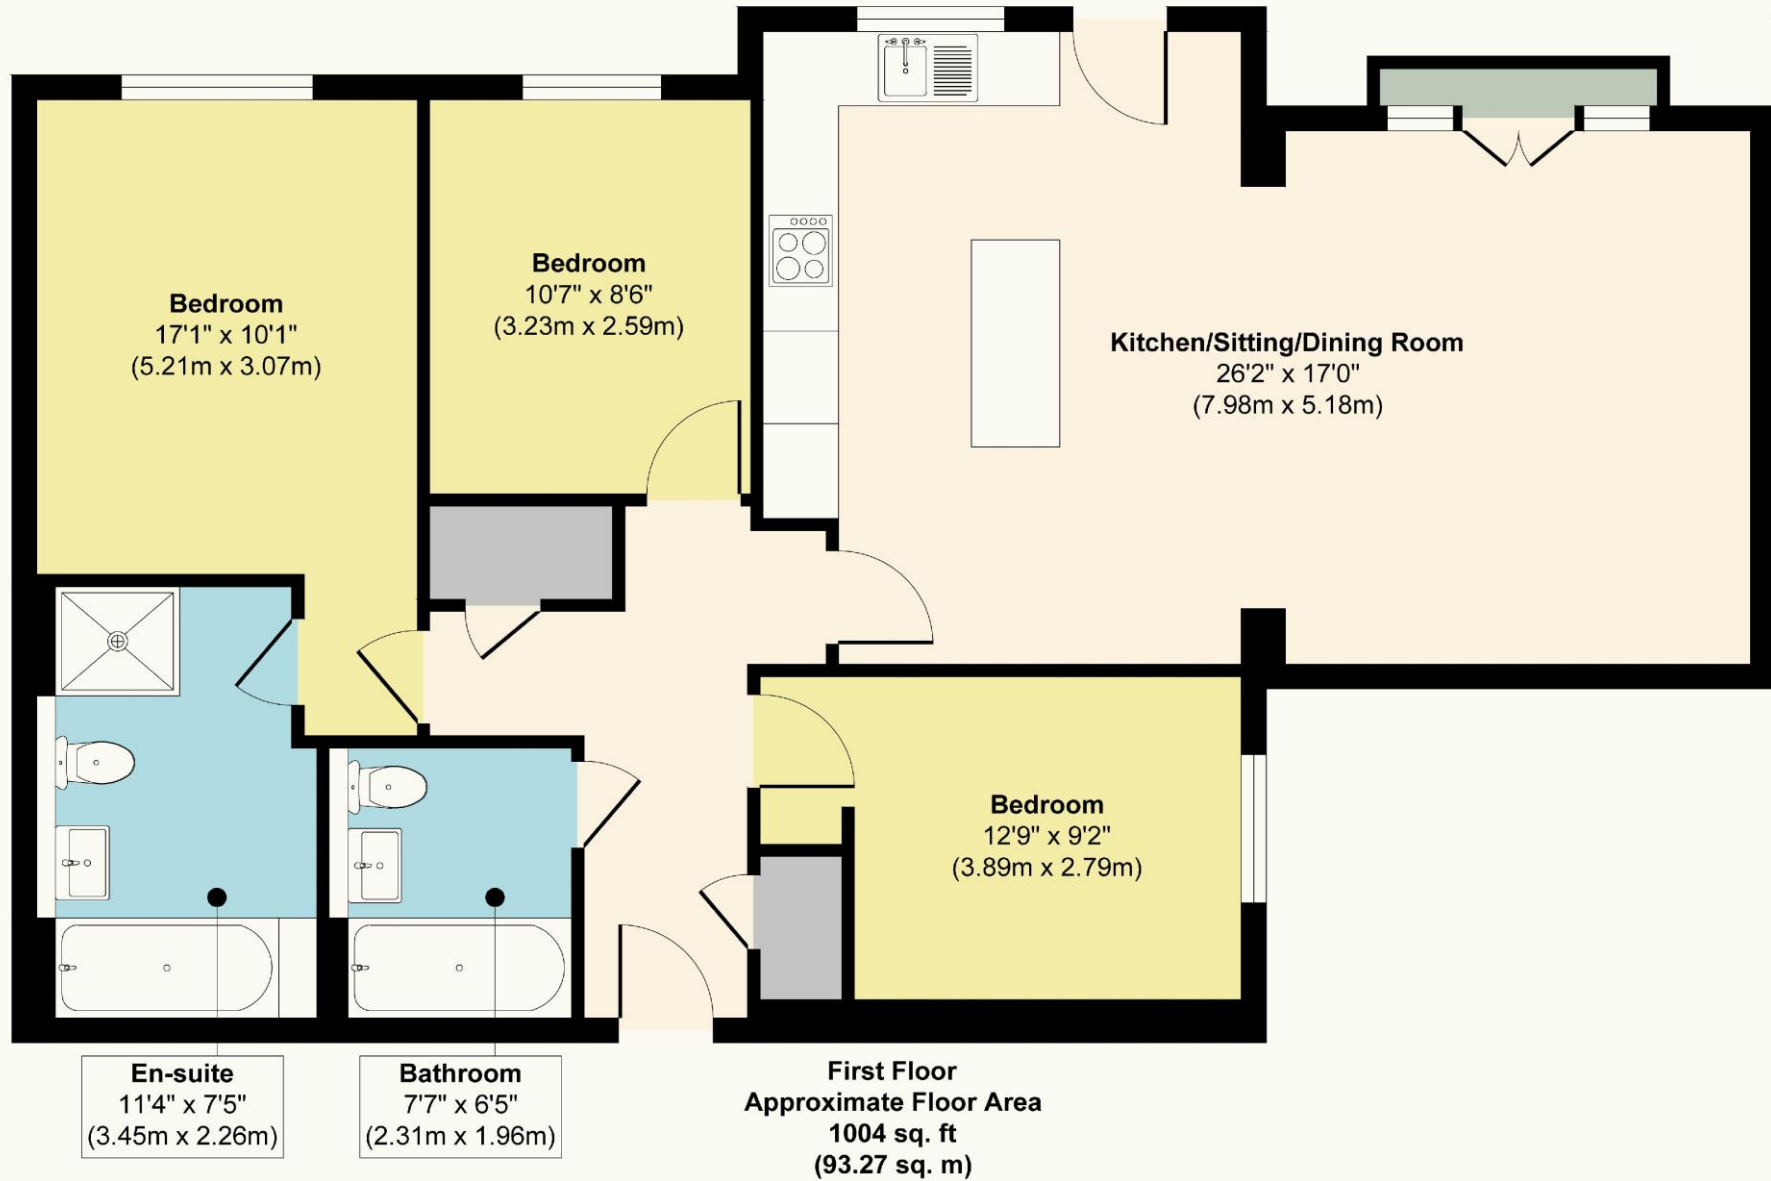 Bedroom
17'1" x 10'1"
(5.21m x 3.07m)
Bedroom
10'7" x 8'6"
(3.23m x 2.59m)
Kitchen/Sitting/Dining Room
26'2" x 17'0"
(7.98m x 5.18m)
Bedroom
12'9" x 9'2"
(3.89m x 2.79m)
En-suite
11'4" x 7'5"
(3.45m x 2.26m)
Bathroom
7'7" x 6'5"
(2.31m x 1.96m)
First Floor
Approximate Floor Area
1004 sq. ft
(93.27 sq. m)